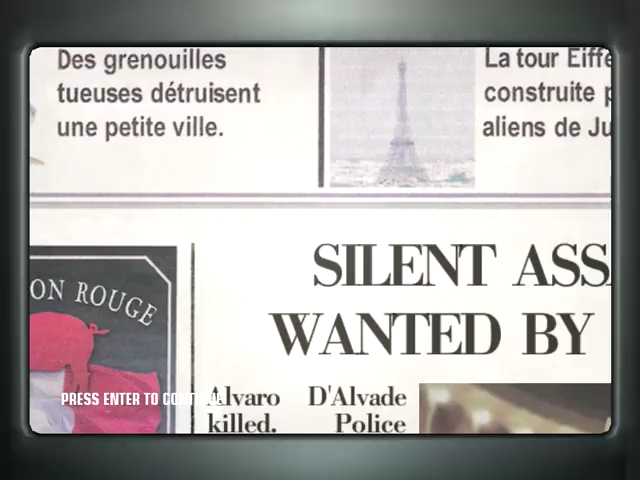 Des grenouilles
tueuses détruisent
une petite ville.
La tour Eiffe
construite p
aliens de Ju
ON ROUGE
SILENT ASS
WANTED BY
Alvaro D'Alvade
killed. Police
PRESS ENTER TO CONTINUE